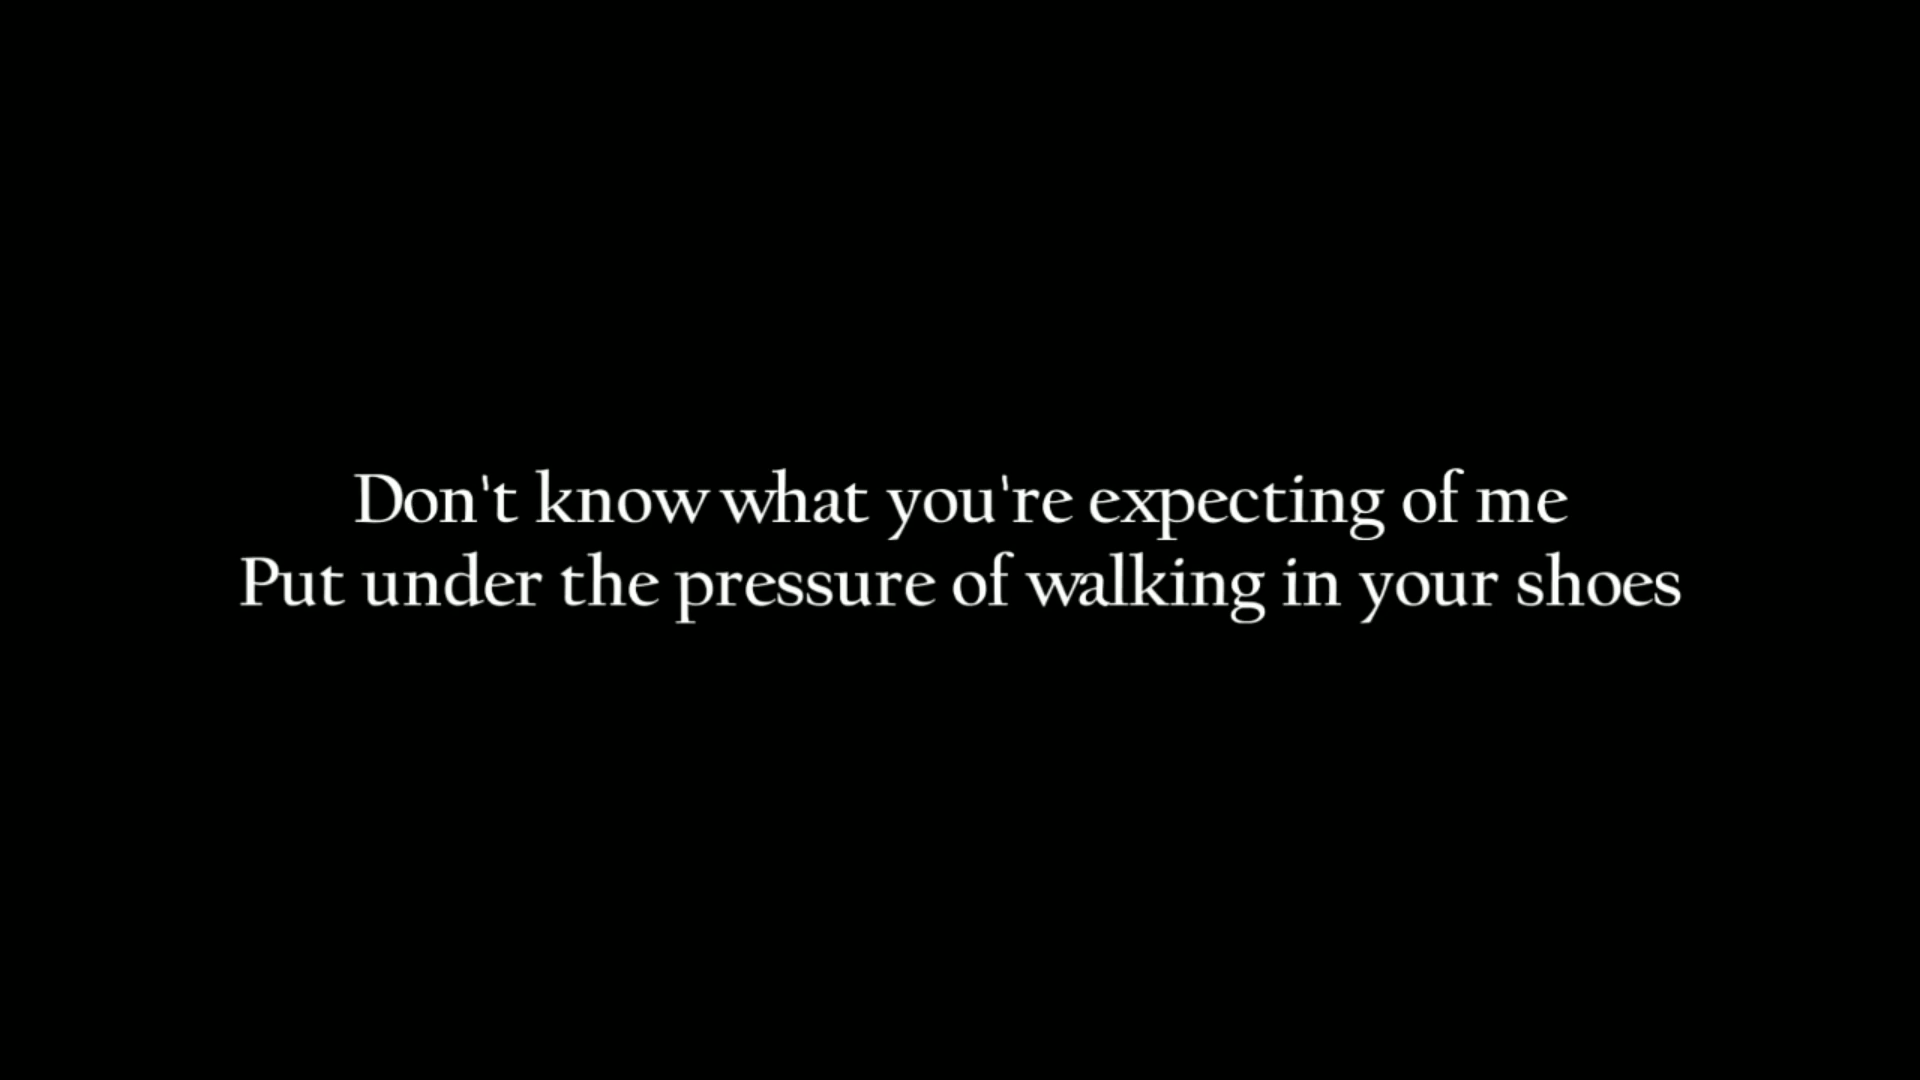 Don't know what you're expecting of me
Put under the pressure of walking in your shoes